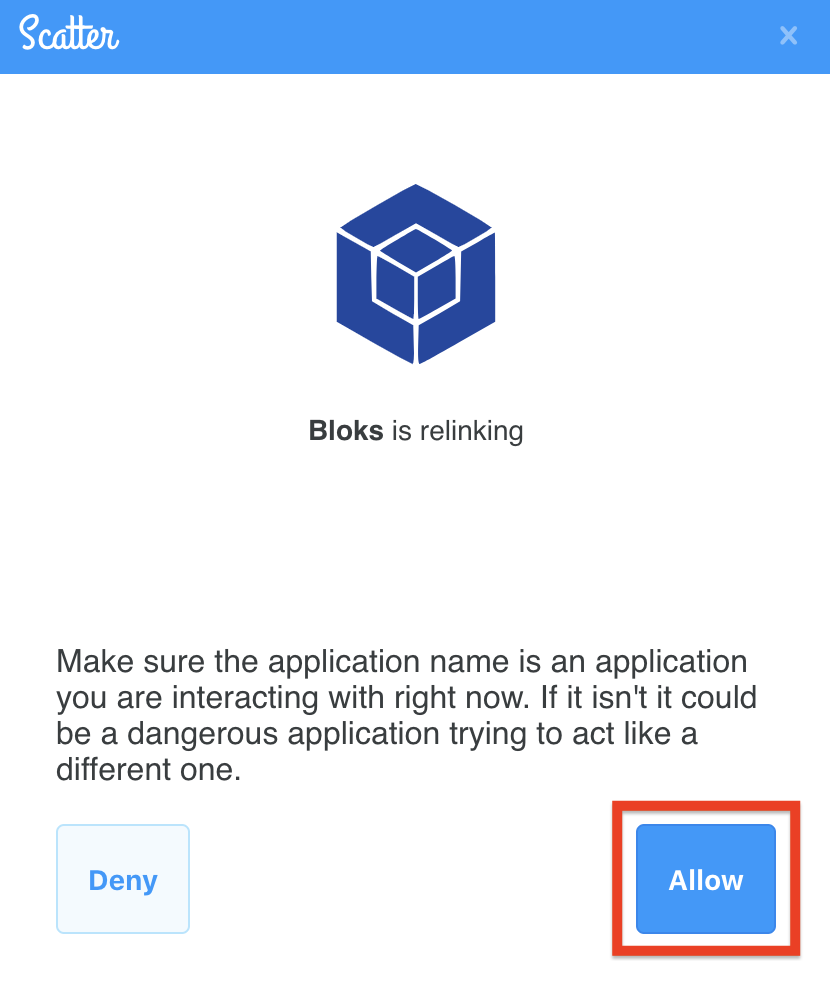 Scatter
Bloks is relinking
Make sure the application name is an application
you are interacting with right now. If it isn't it could
be a dangerous application trying to act like a
different one.
Deny
Allow